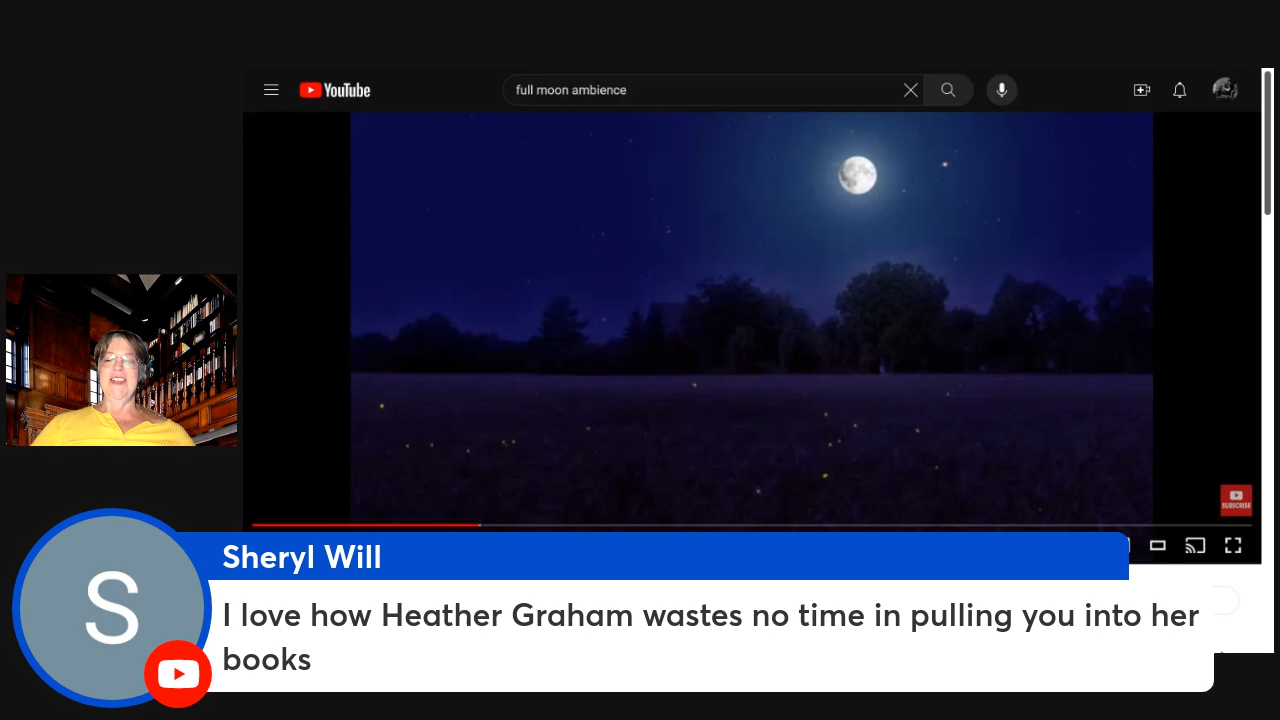 YouTube
full moon ambience
SUBSCRIBE
Sheryl Will
S
I love how Heather Graham wastes no time in pulling you into her
books